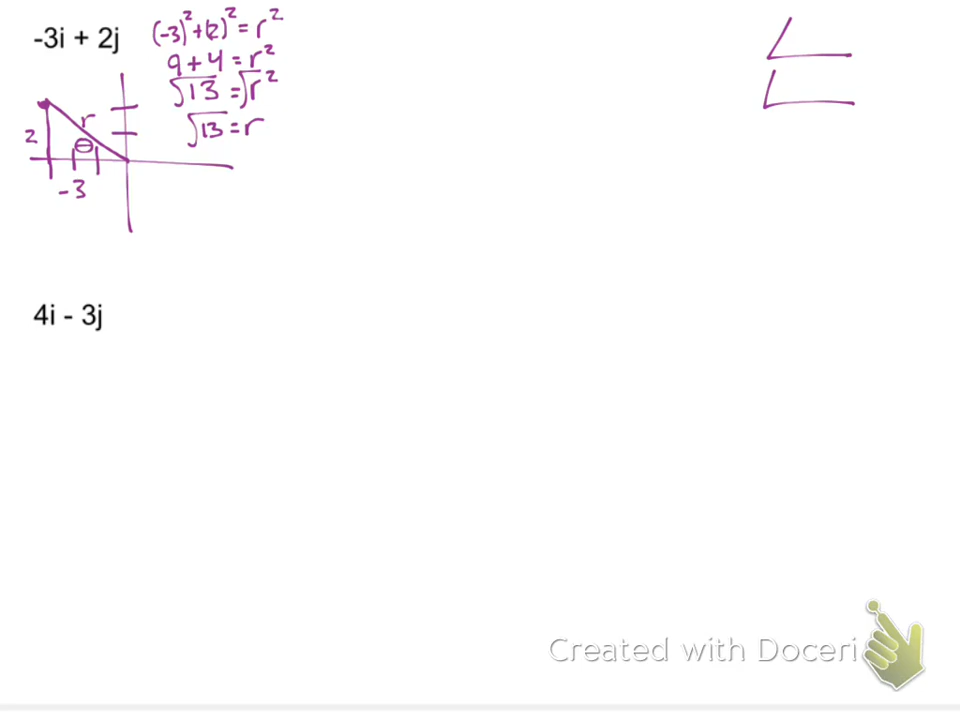 -3i + 2j
(-3)² + (2)² = r²
9 + 4 = r²
√13 = √r²
√13 = r
r
2
θ
-3
4i - 3j
Created with Doceri